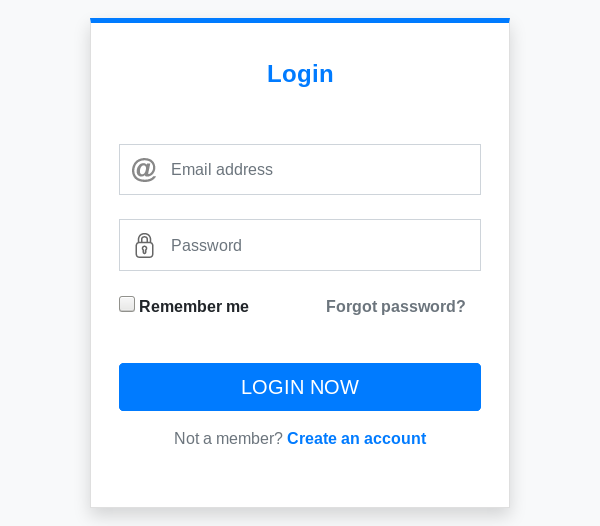 Login
@ Email address
Password
Remember me Forgot password?
LOGIN NOW
Not a member? Create an account